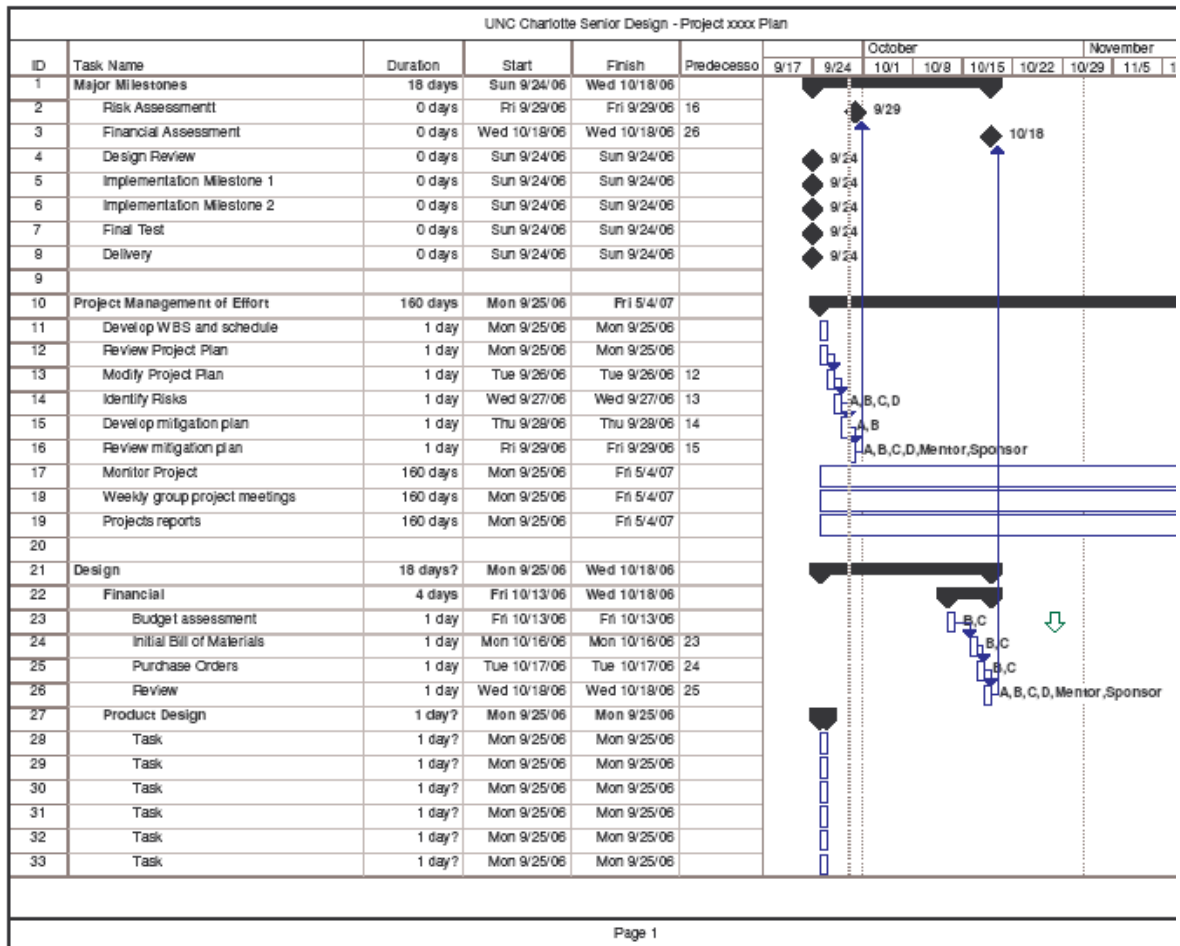 UNC Charlotte Senior Design - Project xxxx Plan
October November
ID Task Name Duration Start Finish Predecesso 9/17 9/24 10/1 10/8 10/15 10/22 10/29 11/5 1
1 Major Milestones 18 days Sun 9/24/06 Wed 10/18/06
2 Risk Assessmentt 0 days Fri 9/29/06 Fri 9/29/06 16 9/29
3 Financial Assessment 0 days Wed 10/18/06 Wed 10/18/06 26 10/18
4 Design Review 0 days Sun 9/24/06 Sun 9/24/06 9/24
5 Implementation Milestone 1 0 days Sun 9/24/06 Sun 9/24/06 9/24
6 Implementation Milestone 2 0 days Sun 9/24/06 Sun 9/24/06 9/24
7 Final Test 0 days Sun 9/24/06 Sun 9/24/06 9/24
8 Delivery 0 days Sun 9/24/06 Sun 9/24/06 9/24
9
10 Project Management of Effort 160 days Mon 9/25/06 Fri 5/4/07
11 Develop WBS and schedule 1 day Mon 9/25/06 Mon 9/25/06
12 Review Project Plan 1 day Mon 9/25/06 Mon 9/25/06
13 Modify Project Plan 1 day Tue 9/26/06 Tue 9/26/06 12
14 Identify Risks 1 day Wed 9/27/06 Wed 9/27/06 13 A,B,C,D
15 Develop mitigation plan 1 day Thu 9/28/06 Thu 9/28/06 14 A,B
16 Review mitigation plan 1 day Fri 9/29/06 Fri 9/29/06 15 A,B,C,D,Mentor,Sponsor
17 Monitor Project 160 days Mon 9/25/06 Fri 5/4/07
18 Weekly group project meetings 160 days Mon 9/25/06 Fri 5/4/07
19 Projects reports 160 days Mon 9/25/06 Fri 5/4/07
20
21 Design 18 days? Mon 9/25/06 Wed 10/18/06
22 Financial 4 days Fri 10/13/06 Wed 10/18/06
23 Budget assessment 1 day Fri 10/13/06 Fri 10/13/06 B,C
24 Initial Bill of Materials 1 day Mon 10/16/06 Mon 10/16/06 23 B,C
25 Purchase Orders 1 day Tue 10/17/06 Tue 10/17/06 24 B,C
26 Review 1 day Wed 10/18/06 Wed 10/18/06 25 A,B,C,D,Mentor,Sponsor
27 Product Design 1 day? Mon 9/25/06 Mon 9/25/06
28 Task 1 day? Mon 9/25/06 Mon 9/25/06
29 Task 1 day? Mon 9/25/06 Mon 9/25/06
30 Task 1 day? Mon 9/25/06 Mon 9/25/06
31 Task 1 day? Mon 9/25/06 Mon 9/25/06
32 Task 1 day? Mon 9/25/06 Mon 9/25/06
33 Task 1 day? Mon 9/25/06 Mon 9/25/06
Page 1